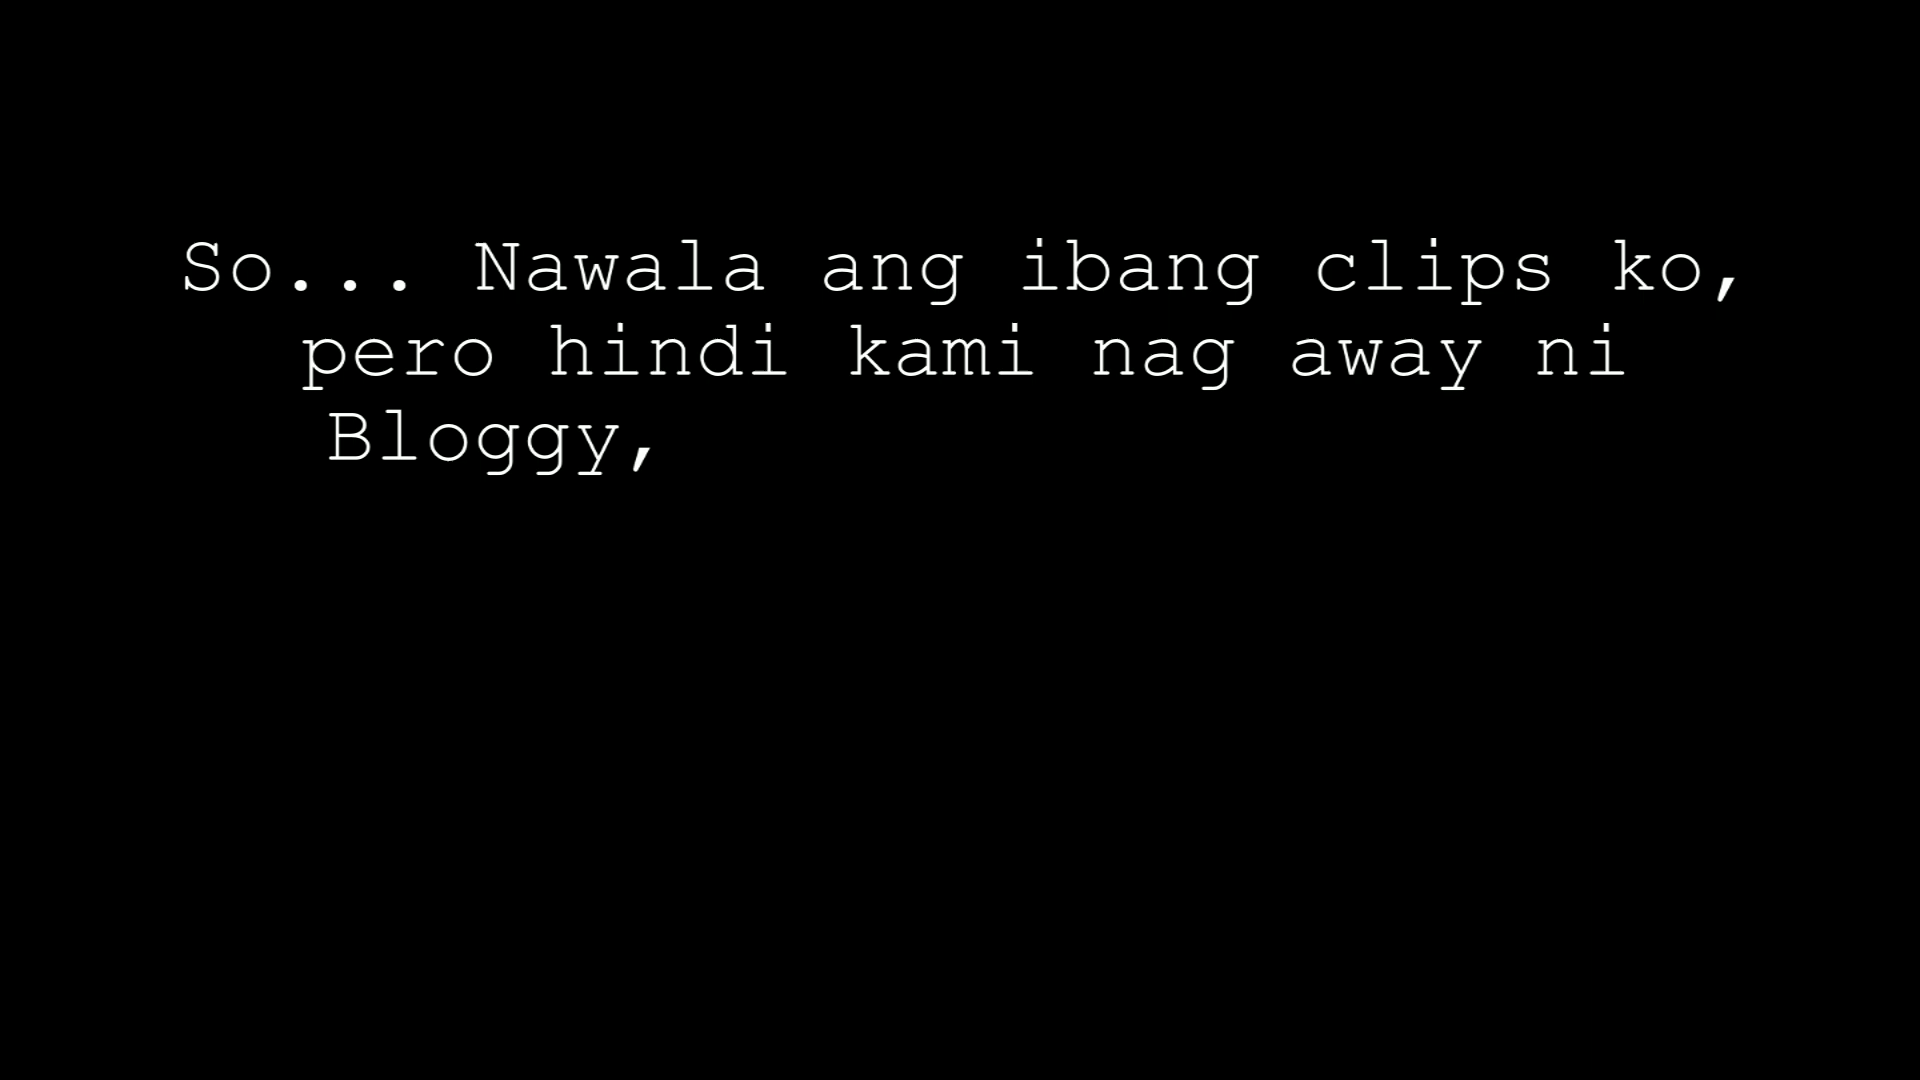 So... Nawala ang ibang clips ko,
pero hindi kami nag away ni
Bloggy,